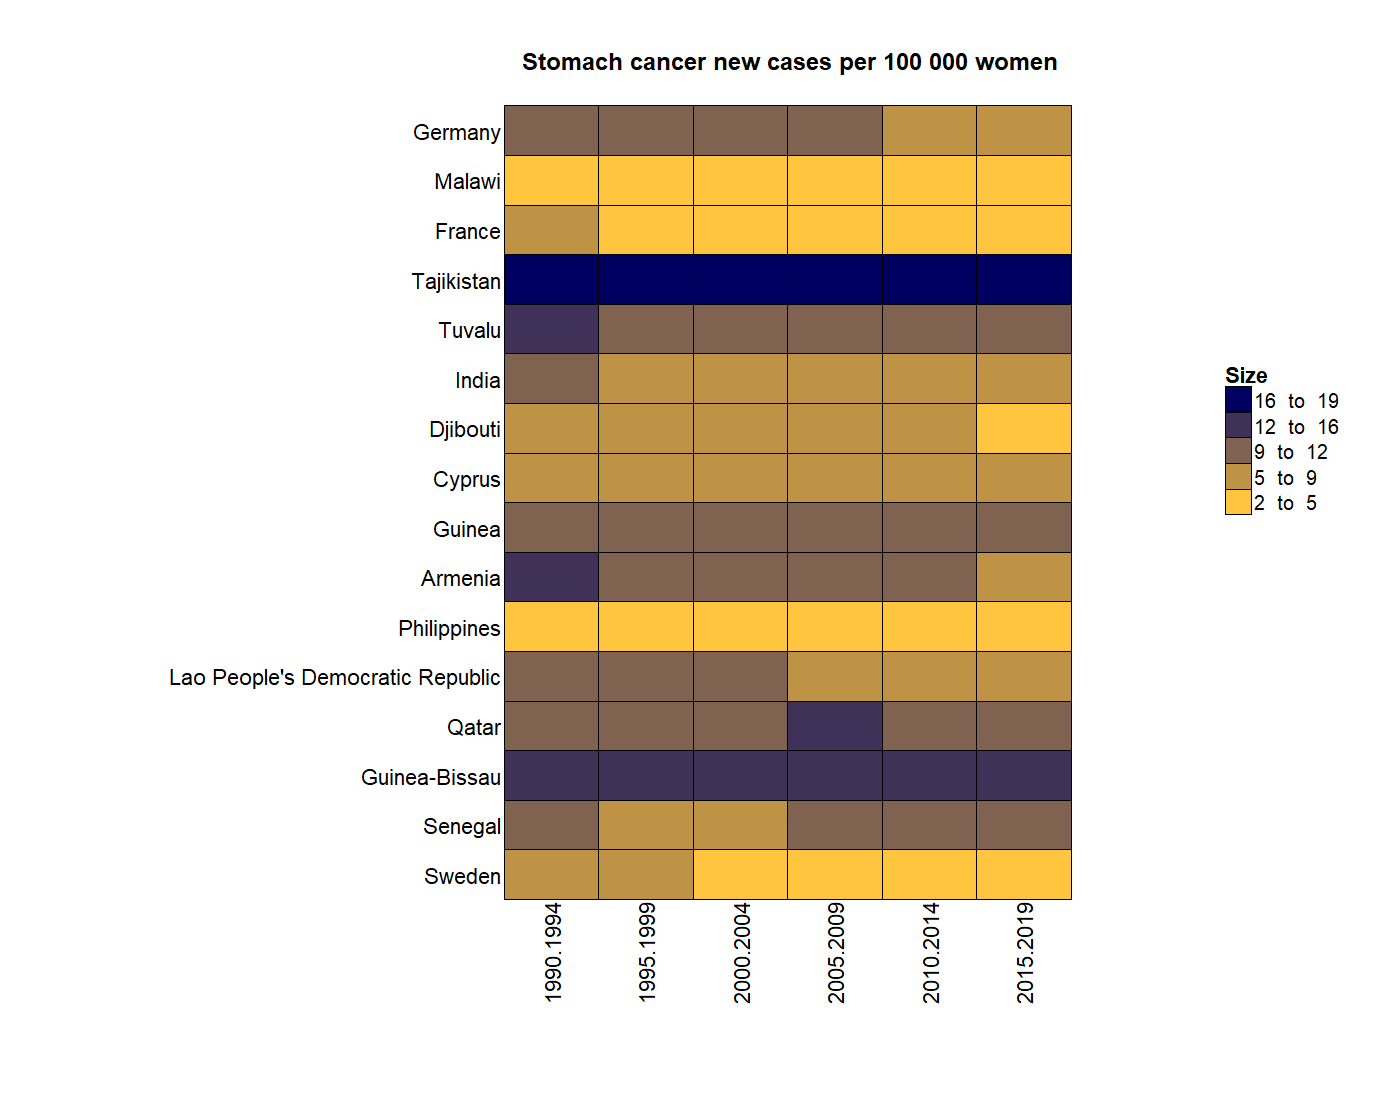 Stomach cancer new cases per 100 000 women
Germany
Malawi
France
Tajikistan
Tuvalu
India
Djibouti
Cyprus
Guinea
Armenia
Philippines
Lao People's Democratic Republic
Qatar
Guinea-Bissau
Senegal
Sweden
1990.1994
1995.1999
2000.2004
2005.2009
2010.2014
2015.2019
Size
16 to 19
12 to 16
9 to 12
5 to 9
2 to 5